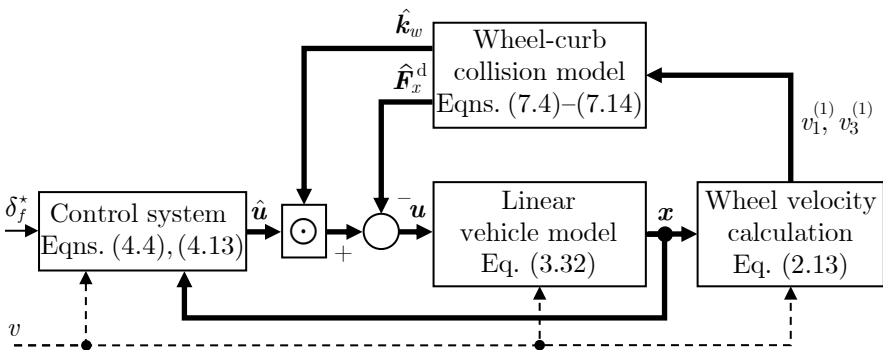 k̂_w
F̂_x^d
Wheel-curb
collision model
Eqns. (7.4)–(7.14)
v_1^(1), v_3^(1)
δ_f^⋆
Control system
Eqns. (4.4), (4.13)
û
⊙
+
−
u
Linear
vehicle model
Eq. (3.32)
x
Wheel velocity
calculation
Eq. (2.13)
v